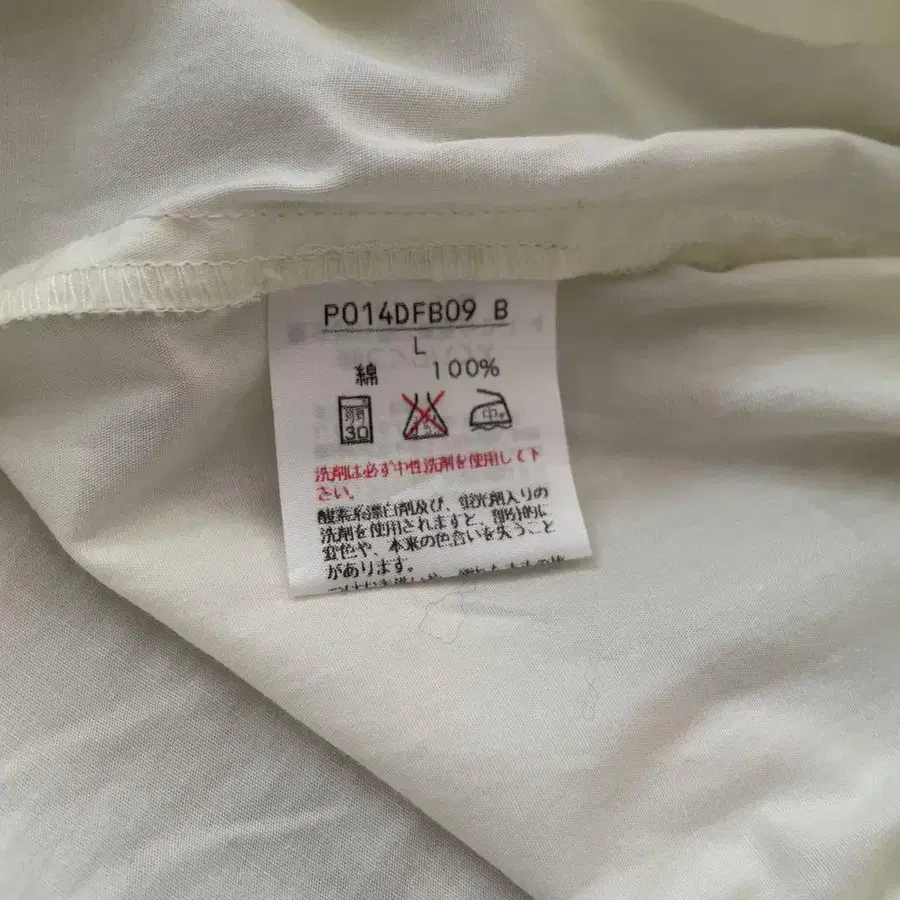 P014DFB09 B
L
綿 100%
30 中
洗剤は必ず中性洗剤を使用して下
さい。
酸素系漂白剤及び、蛍光剤入りの
洗剤を使用されますと、部分的に
変色や、本来の色合いを失うこと
があります。